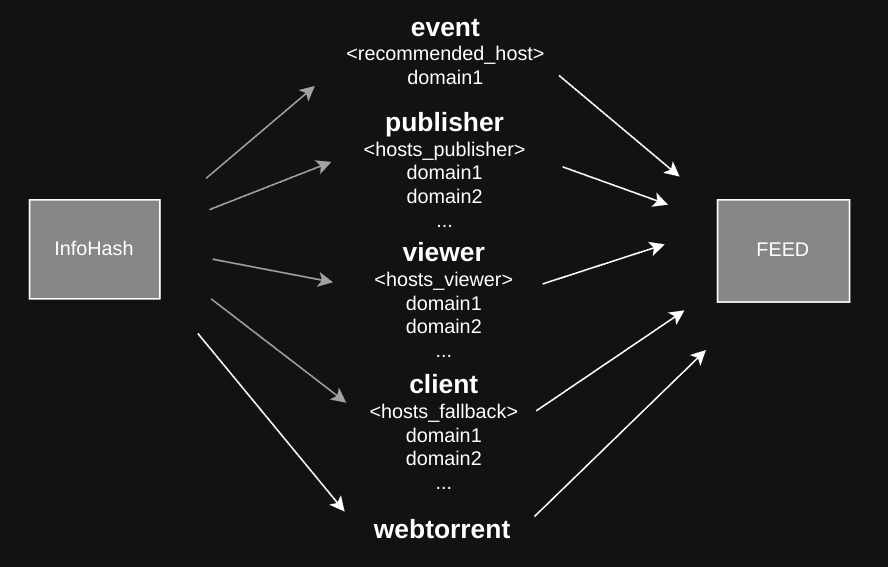 event
<recommended_host>
domain1
publisher
<hosts_publisher>
domain1
domain2
...
InfoHash
viewer
<hosts_viewer>
domain1
domain2
...
FEED
client
<hosts_fallback>
domain1
domain2
...
webtorrent